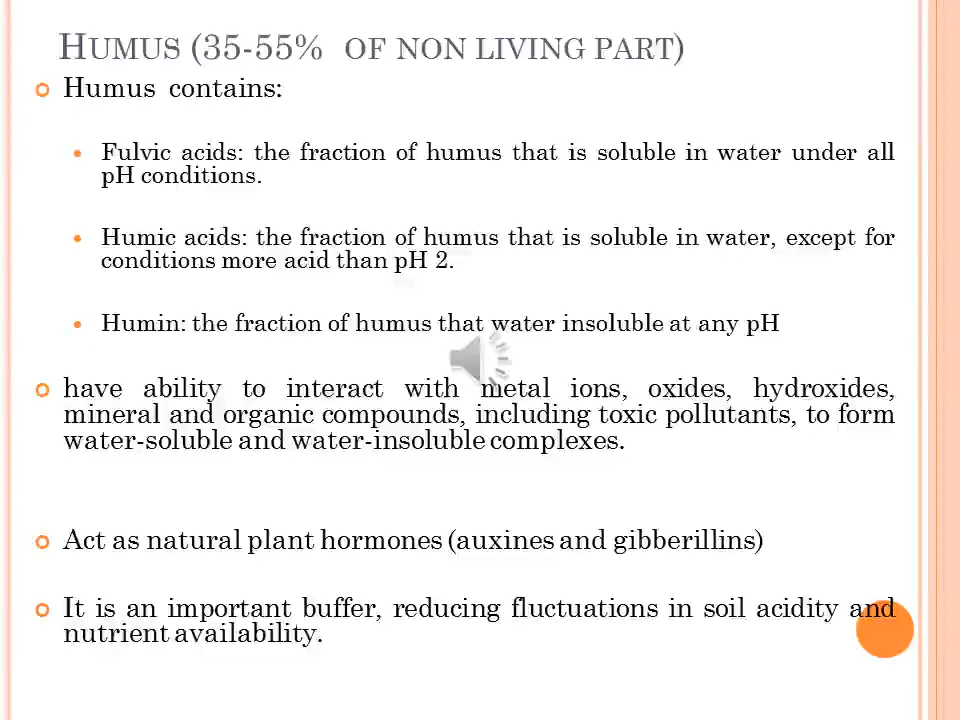 HUMUS (35-55% OF NON LIVING PART)
Humus contains:
Fulvic acids: the fraction of humus that is soluble in water under all
pH conditions.
Humic acids: the fraction of humus that is soluble in water, except for
conditions more acid than pH 2.
Humin: the fraction of humus that water insoluble at any pH
have ability to interact with metal ions, oxides, hydroxides,
mineral and organic compounds, including toxic pollutants, to form
water-soluble and water-insoluble complexes.
Act as natural plant hormones (auxines and gibberillins)
It is an important buffer, reducing fluctuations in soil acidity and
nutrient availability.